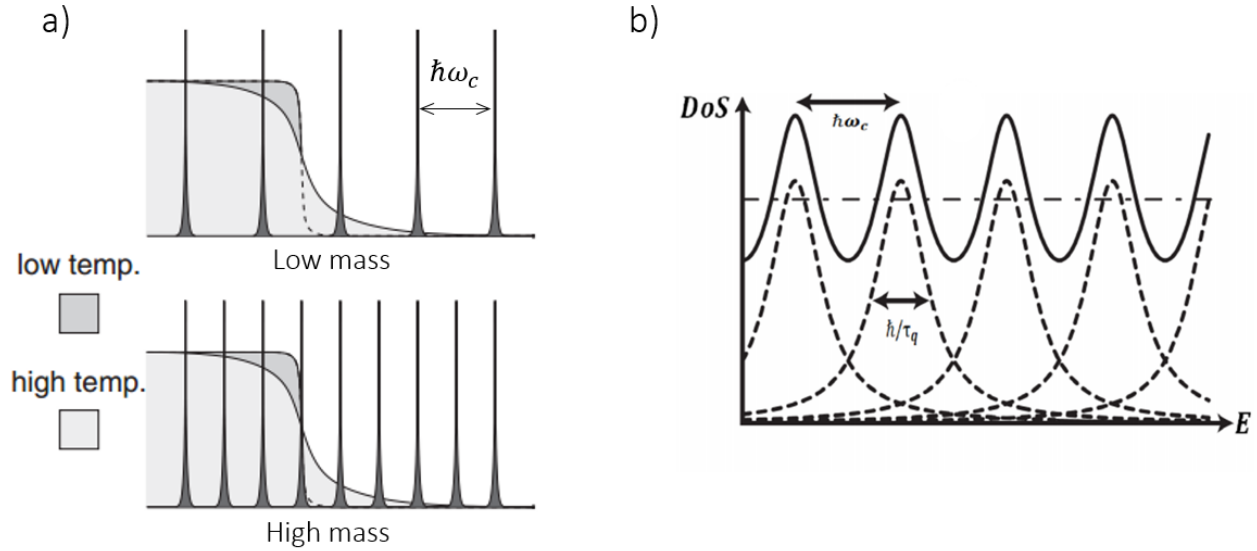 a)
ħω_c
Low mass
low temp.
high temp.
High mass
b)
DoS
ħω_c
ħ/τ_q
E